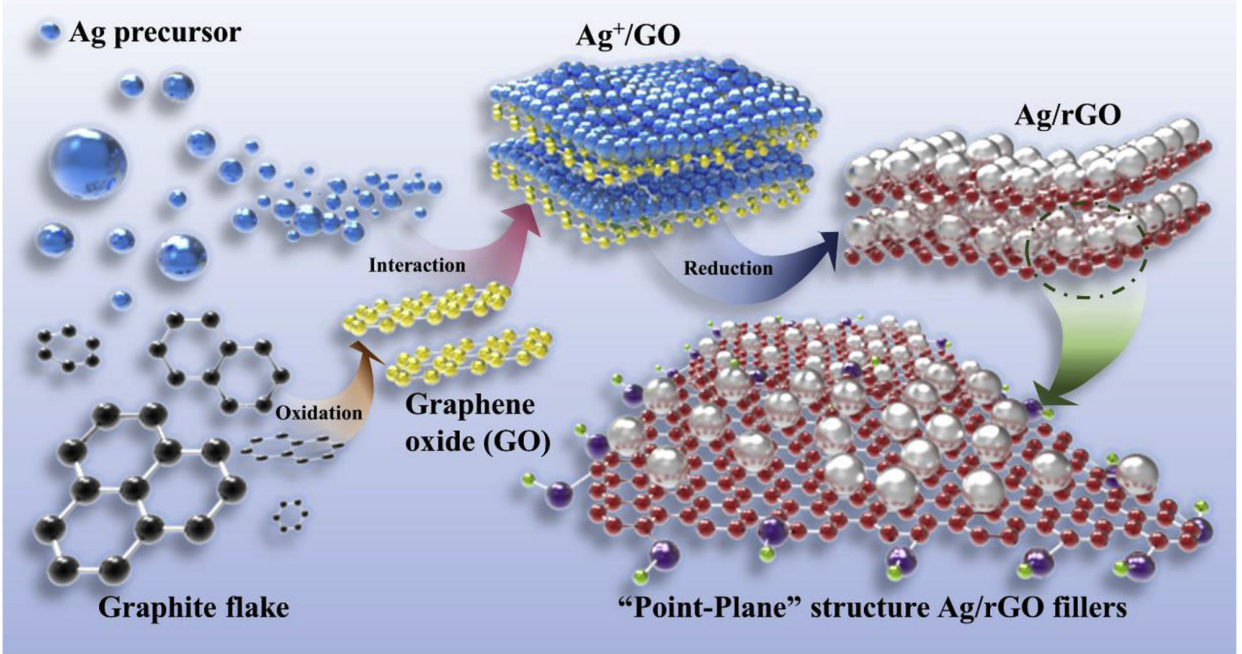 Ag precursor
Ag⁺/GO
Ag/rGO
Interaction
Reduction
Oxidation
Graphene
oxide (GO)
Graphite flake
“Point-Plane” structure Ag/rGO fillers